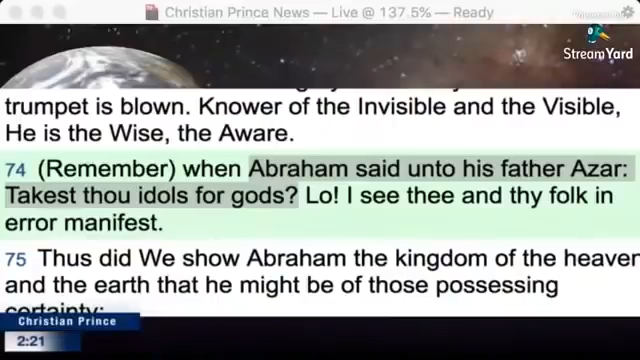 Christian Prince News — Live @ 137.5% — Ready
StreamYard
trumpet is blown. Knower of the Invisible and the Visible,
He is the Wise, the Aware.
74 (Remember) when Abraham said unto his father Azar:
Takest thou idols for gods? Lo! I see thee and thy folk in
error manifest.
75 Thus did We show Abraham the kingdom of the heaven
and the earth that he might be of those possessing
certainty:
Christian Prince
2:21